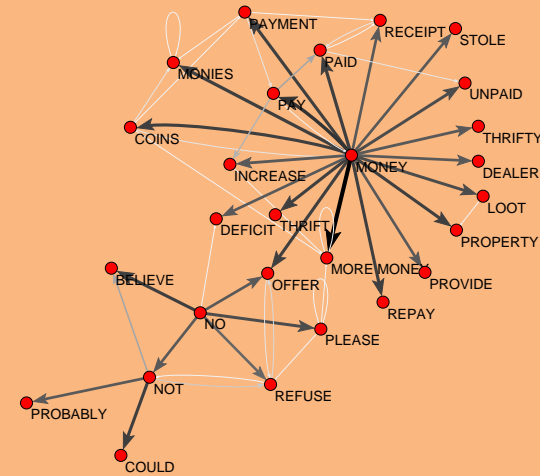 PAYMENT
RECEIPT
STOLE
PAID
MONIES
UNPAID
PAY
THRIFTY
COINS
MONEY
DEALER
INCREASE
LOOT
THRIFT
DEFICIT
PROPERTY
MORE MONEY
BELIEVE
OFFER
PROVIDE
REPAY
NO
PLEASE
NOT
REFUSE
PROBABLY
COULD